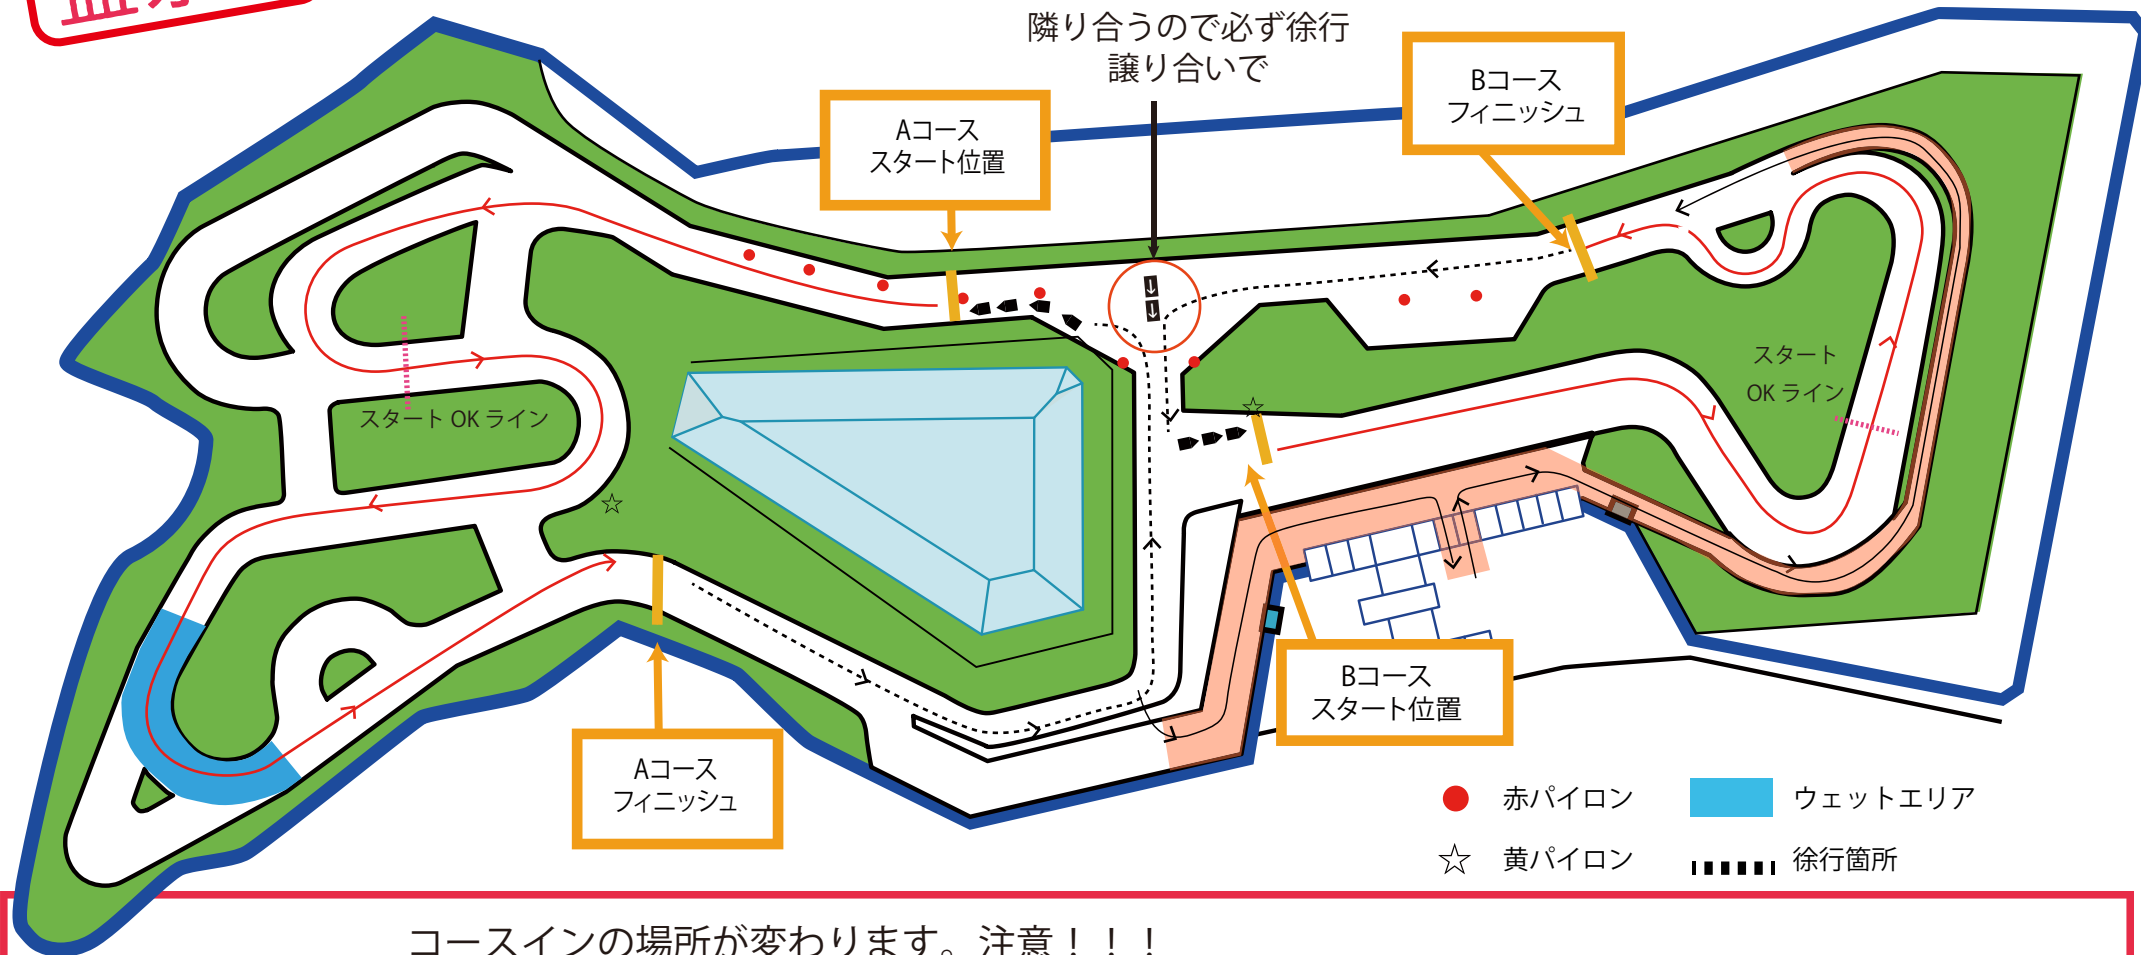 隣り合うので必ず徐行
譲り合いで
Aコース
スタート位置
Bコース
フィニッシュ
スタート
OK ライン
スタート OK ライン
Bコース
スタート位置
Aコース
フィニッシュ
赤パイロン
ウェットエリア
黄パイロン
徐行箇所
コースインの場所が変わります。注意！！！